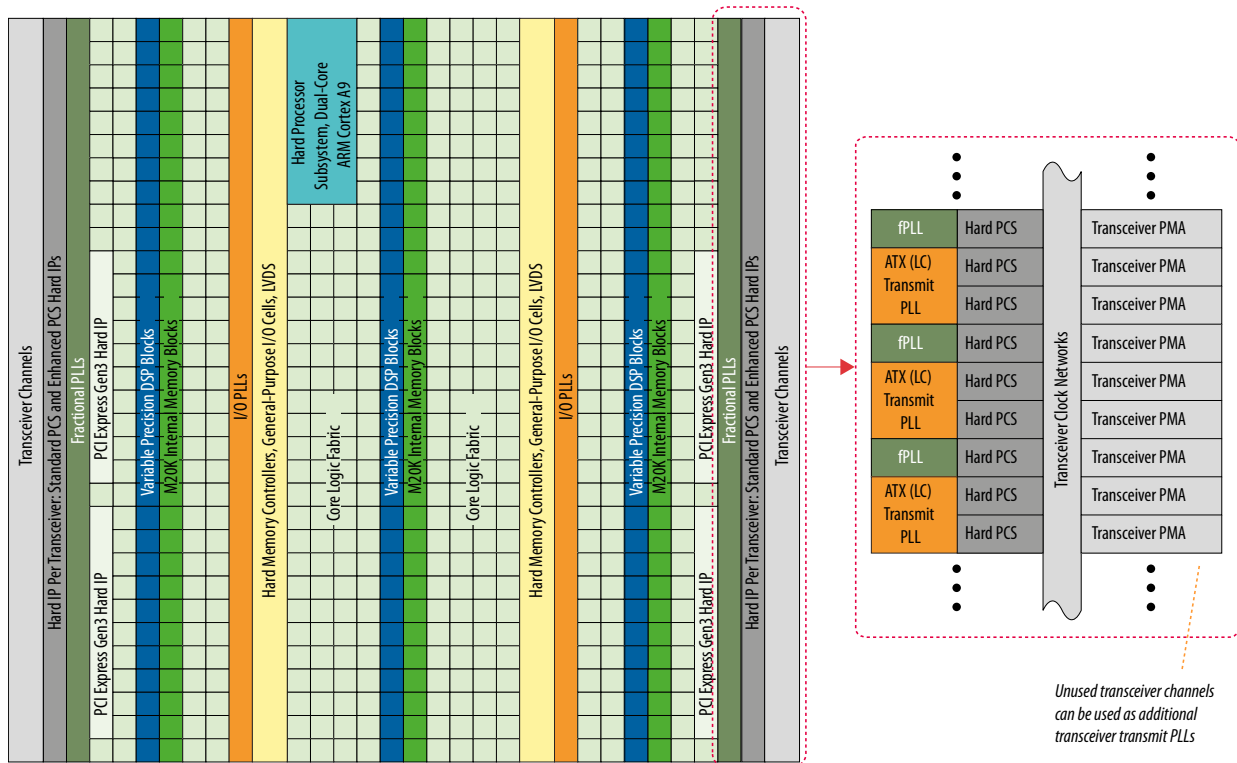 Transceiver Channels
Hard IP Per Transceiver: Standard PCS and Enhanced PCS Hard IPs
Fractional PLLs
PCI Express Gen3 Hard IP
PCI Express Gen3 Hard IP
Variable Precision DSP Blocks
M20K Internal Memory Blocks
I/O PLLs
Hard Memory Controllers, General-Purpose I/O Cells, LVDS
Hard Processor
Subsystem, Dual-Core
ARM Cortex A9
Core Logic Fabric
Variable Precision DSP Blocks
M20K Internal Memory Blocks
Core Logic Fabric
Hard Memory Controllers, General-Purpose I/O Cells, LVDS
I/O PLLs
Variable Precision DSP Blocks
M20K Internal Memory Blocks
PCI Express Gen3 Hard IP
PCI Express Gen3 Hard IP
Fractional PLLs
Hard IP Per Transceiver: Standard PCS and Enhanced PCS Hard IPs
Transceiver Channels
fPLL
ATX (LC)
Transmit
PLL
fPLL
ATX (LC)
Transmit
PLL
fPLL
ATX (LC)
Transmit
PLL
Hard PCS
Hard PCS
Hard PCS
Hard PCS
Hard PCS
Hard PCS
Hard PCS
Hard PCS
Hard PCS
Transceiver Clock Networks
Transceiver PMA
Transceiver PMA
Transceiver PMA
Transceiver PMA
Transceiver PMA
Transceiver PMA
Transceiver PMA
Transceiver PMA
Transceiver PMA
Unused transceiver channels
can be used as additional
transceiver transmit PLLs